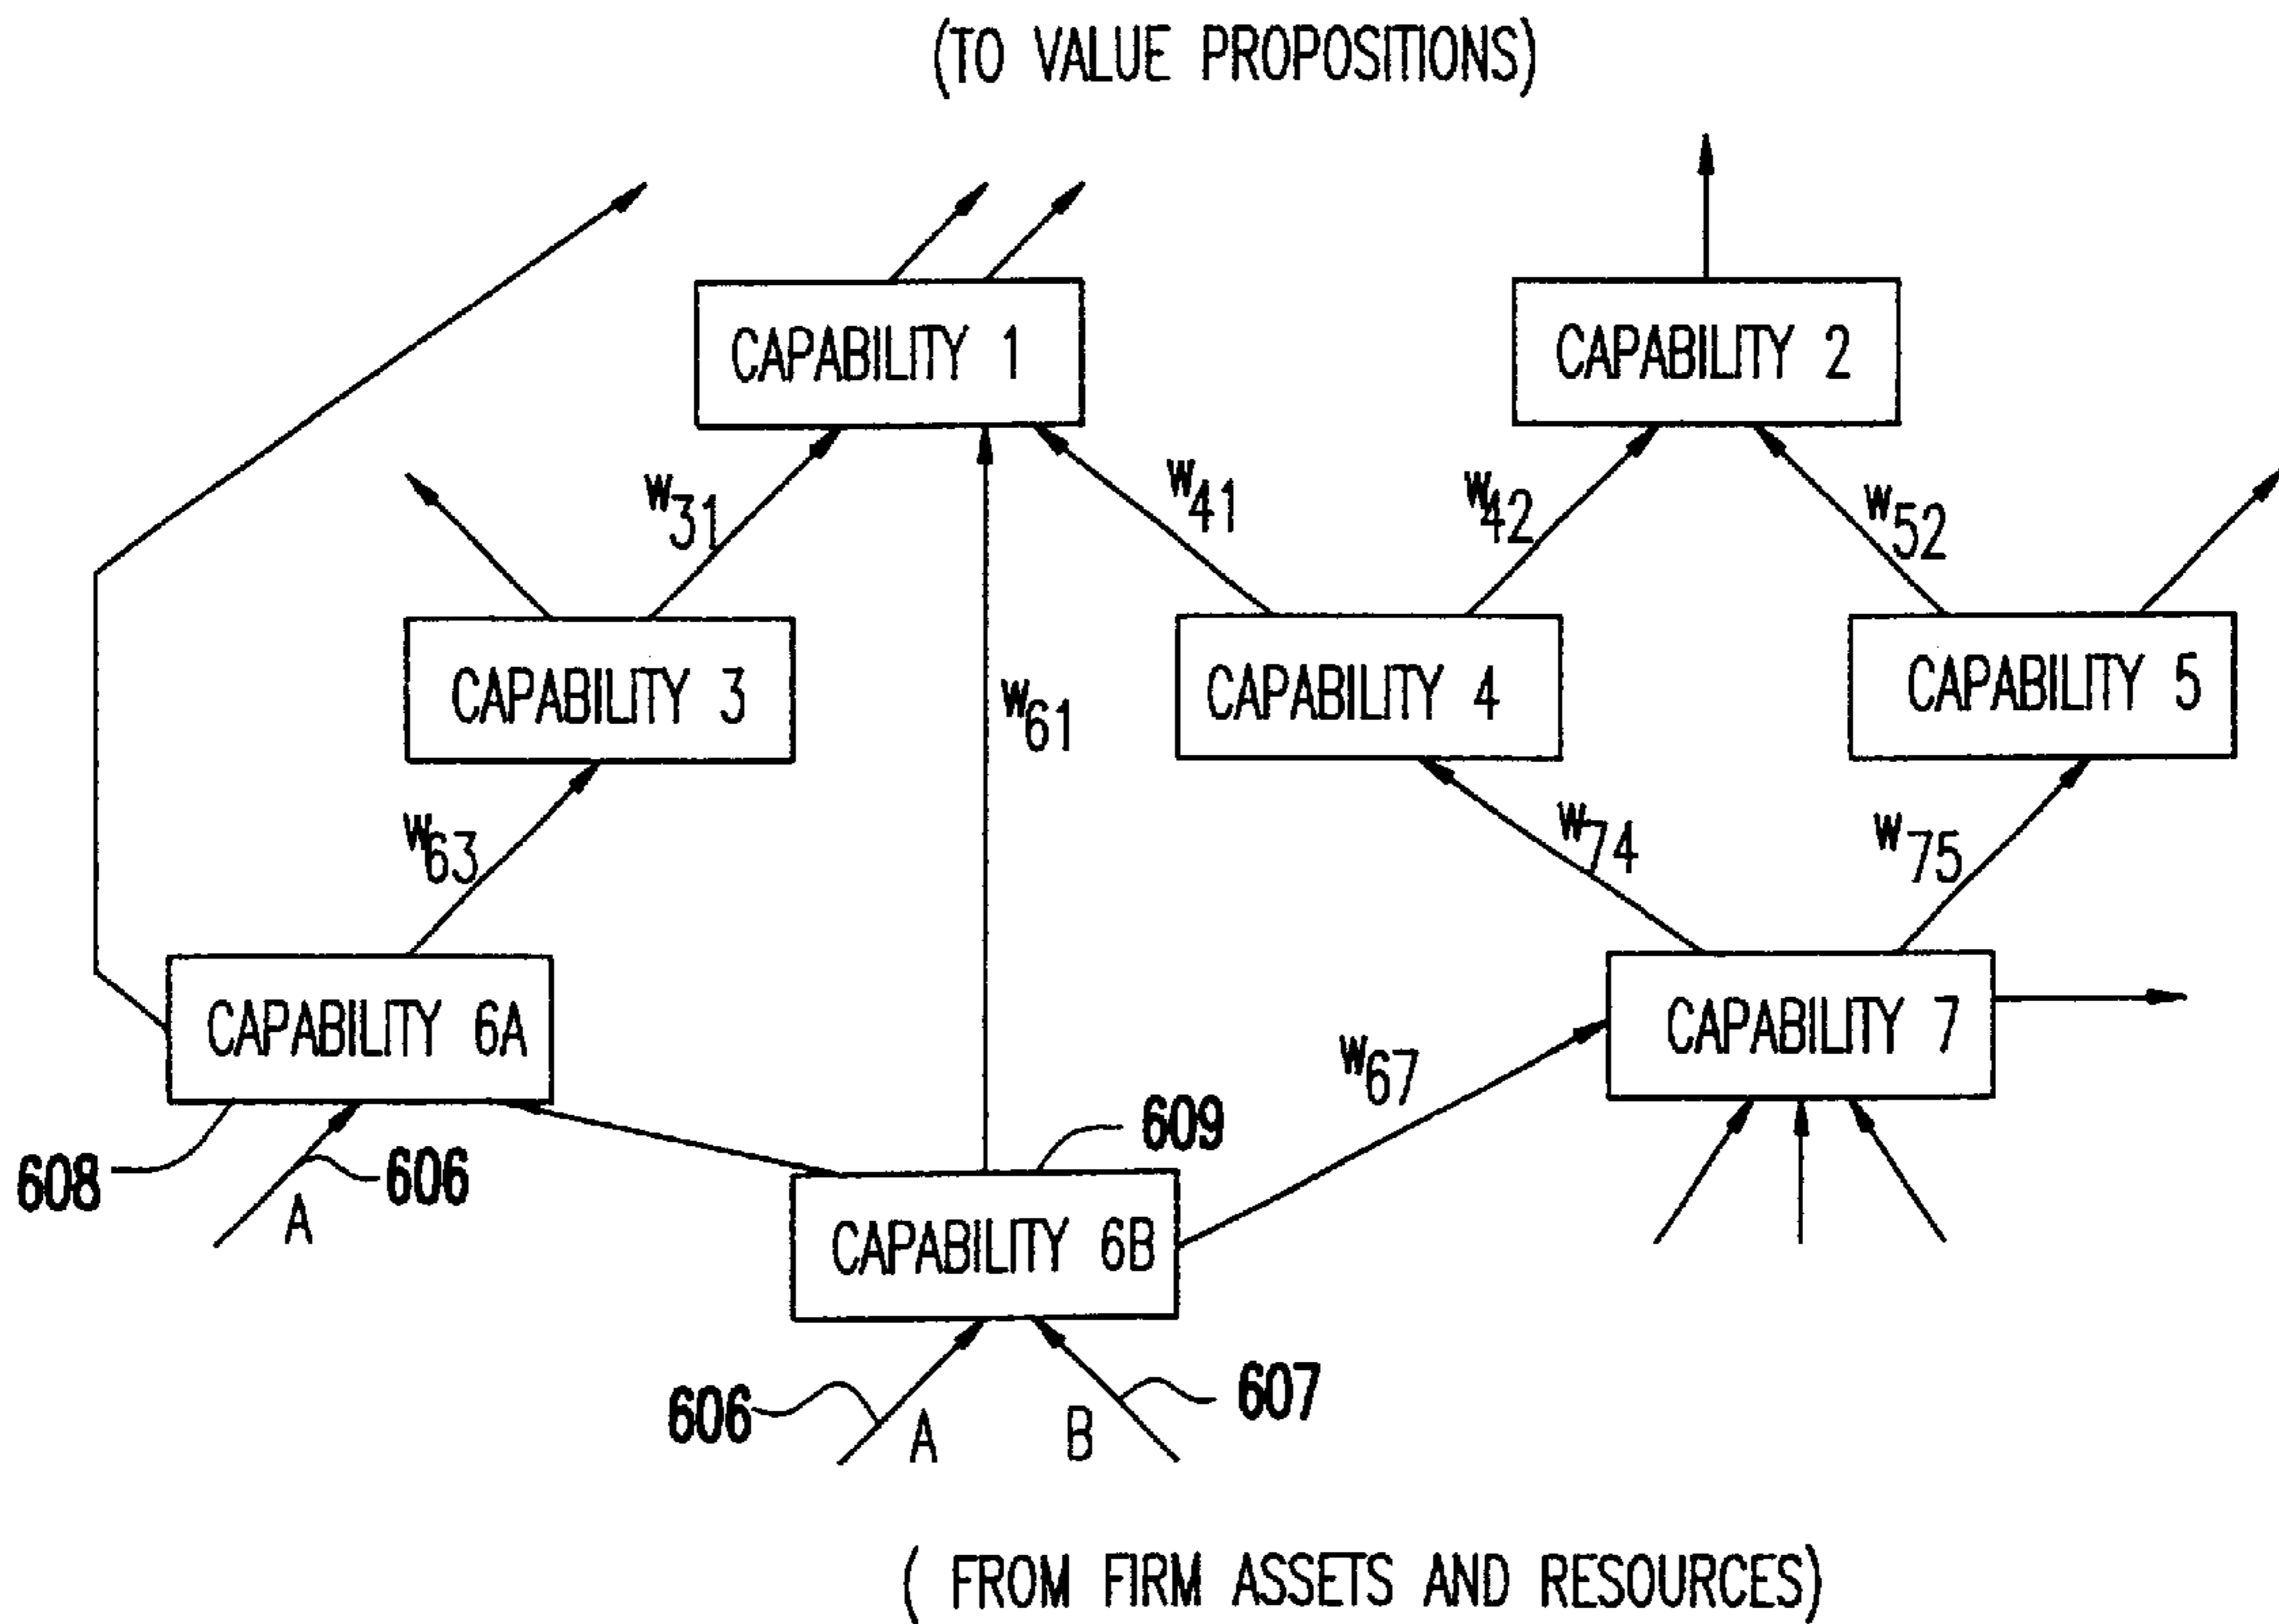 (TO VALUE PROPOSITIONS)
CAPABILITY 1
CAPABILITY 2
W31
W41
W42
W52
CAPABILITY 3
W61
CAPABILITY 4
CAPABILITY 5
W63
W74
W75
CAPABILITY 6A
CAPABILITY 7
W67
608
606
A
609
CAPABILITY 6B
606
A
B
607
( FROM FIRM ASSETS AND RESOURCES)